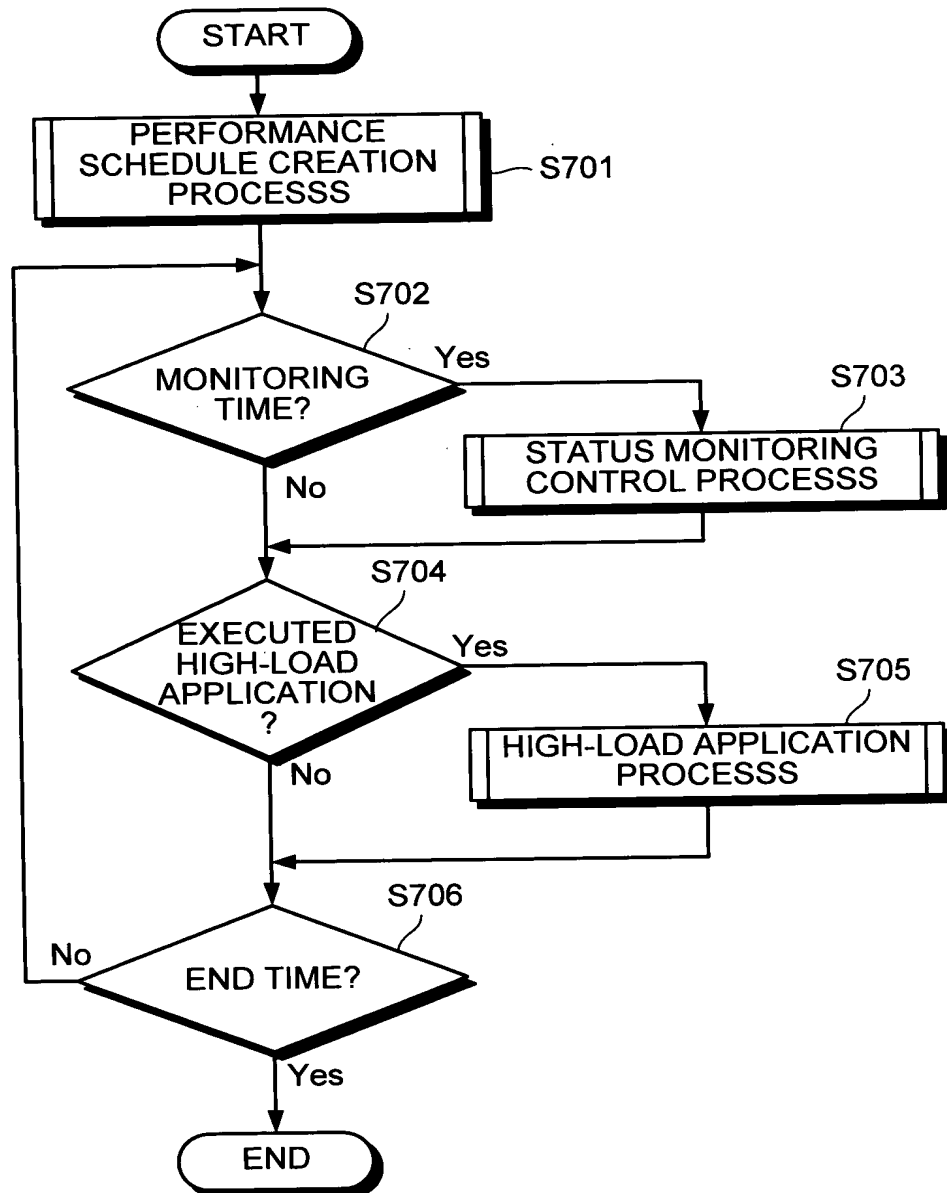 START
PERFORMANCE
SCHEDULE CREATION
PROCESSS
S701
S702
MONITORING
TIME?
Yes
No
S703
STATUS MONITORING
CONTROL PROCESSS
S704
EXECUTED
HIGH-LOAD
APPLICATION
?
Yes
No
S705
HIGH-LOAD APPLICATION
PROCESSS
S706
END TIME?
No
Yes
END